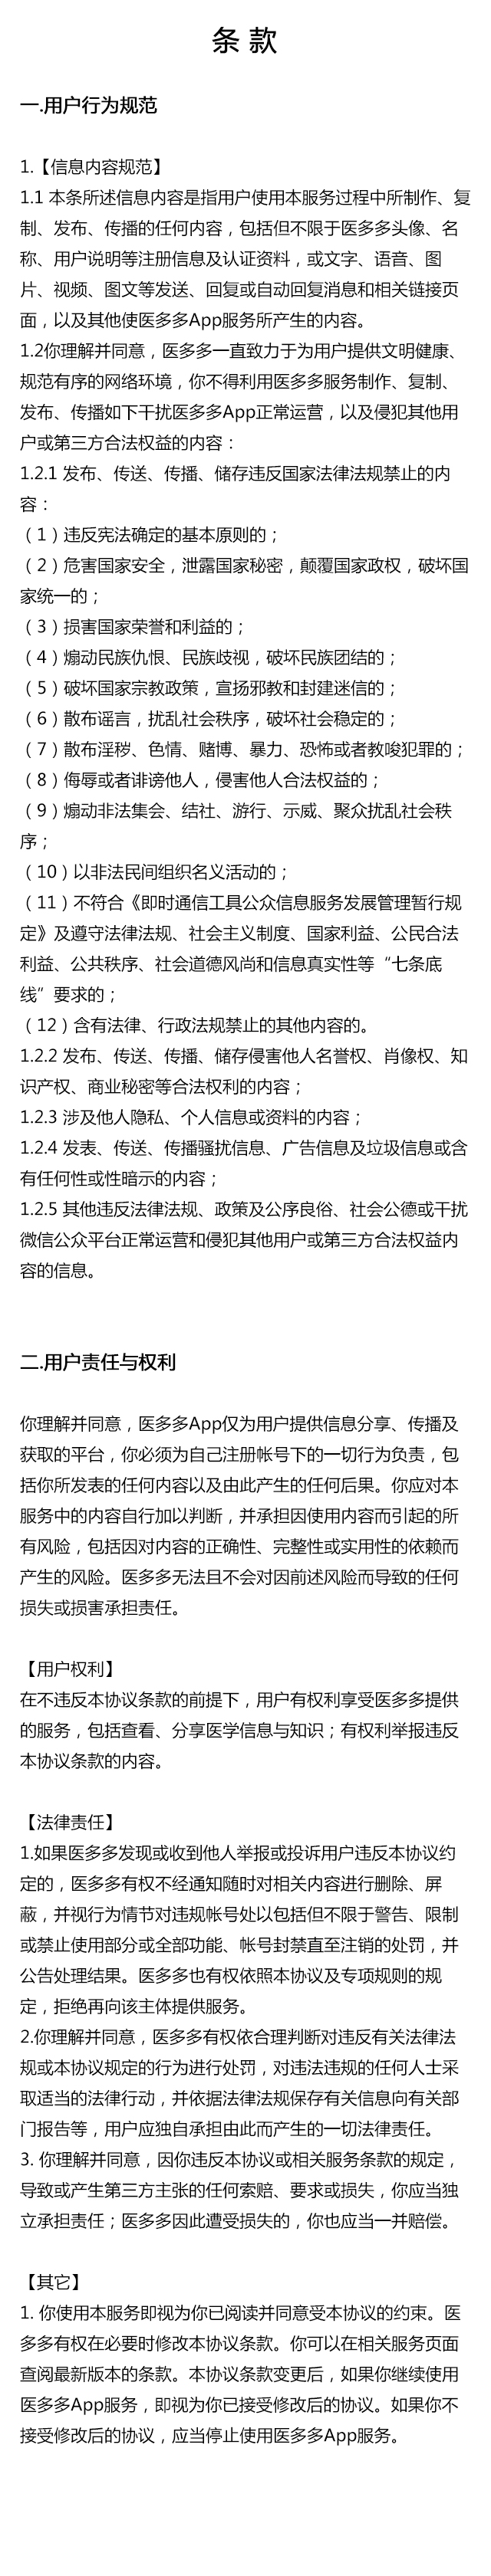 条 款
一.用户行为规范
1.【信息内容规范】
1.1 本条所述信息内容是指用户使用本服务过程中所制作、复
制、发布、传播的任何内容，包括但不限于医多多头像、名
称、用户说明等注册信息及认证资料，或文字、语音、图
片、视频、图文等发送、回复或自动回复消息和相关链接页
面，以及其他使医多多App服务所产生的内容。
1.2你理解并同意，医多多一直致力于为用户提供文明健康、
规范有序的网络环境，你不得利用医多多服务制作、复制、
发布、传播如下干扰医多多App正常运营，以及侵犯其他用
户或第三方合法权益的内容：
1.2.1 发布、传送、传播、储存违反国家法律法规禁止的内
容：
（1）违反宪法确定的基本原则的；
（2）危害国家安全，泄露国家秘密，颠覆国家政权，破坏国
家统一的；
（3）损害国家荣誉和利益的；
（4）煽动民族仇恨、民族歧视，破坏民族团结的；
（5）破坏国家宗教政策，宣扬邪教和封建迷信的；
（6）散布谣言，扰乱社会秩序，破坏社会稳定的；
（7）散布淫秽、色情、赌博、暴力、恐怖或者教唆犯罪的；
（8）侮辱或者诽谤他人，侵害他人合法权益的；
（9）煽动非法集会、结社、游行、示威、聚众扰乱社会秩
序；
（10）以非法民间组织名义活动的；
（11）不符合《即时通信工具公众信息服务发展管理暂行规
定》及遵守法律法规、社会主义制度、国家利益、公民合法
利益、公共秩序、社会道德风尚和信息真实性等“七条底
线”要求的；
（12）含有法律、行政法规禁止的其他内容的。
1.2.2 发布、传送、传播、储存侵害他人名誉权、肖像权、知
识产权、商业秘密等合法权利的内容；
1.2.3 涉及他人隐私、个人信息或资料的内容；
1.2.4 发表、传送、传播骚扰信息、广告信息及垃圾信息或含
有任何性或性暗示的内容；
1.2.5 其他违反法律法规、政策及公序良俗、社会公德或干扰
微信公众平台正常运营和侵犯其他用户或第三方合法权益内
容的信息。
二.用户责任与权利
你理解并同意，医多多App仅为用户提供信息分享、传播及
获取的平台，你必须为自己注册帐号下的一切行为负责，包
括你所发表的任何内容以及由此产生的任何后果。你应对本
服务中的内容自行加以判断，并承担因使用内容而引起的所
有风险，包括因对内容的正确性、完整性或实用性的依赖而
产生的风险。医多多无法且不会对因前述风险而导致的任何
损失或损害承担责任。
【用户权利】
在不违反本协议条款的前提下，用户有权利享受医多多提供
的服务，包括查看、分享医学信息与知识；有权利举报违反
本协议条款的内容。
【法律责任】
1.如果医多多发现或收到他人举报或投诉用户违反本协议约
定的，医多多有权不经通知随时对相关内容进行删除、屏
蔽，并视行为情节对违规帐号处以包括但不限于警告、限制
或禁止使用部分或全部功能、帐号封禁直至注销的处罚，并
公告处理结果。医多多也有权依照本协议及专项规则的规
定，拒绝再向该主体提供服务。
2.你理解并同意，医多多有权依合理判断对违反有关法律法
规或本协议规定的行为进行处罚，对违法违规的任何人士采
取适当的法律行动，并依据法律法规保存有关信息向有关部
门报告等，用户应独自承担由此而产生的一切法律责任。
3. 你理解并同意，因你违反本协议或相关服务条款的规定，
导致或产生第三方主张的任何索赔、要求或损失，你应当独
立承担责任；医多多因此遭受损失的，你也应当一并赔偿。
【其它】
1. 你使用本服务即视为你已阅读并同意受本协议的约束。医
多多有权在必要时修改本协议条款。你可以在相关服务页面
查阅最新版本的条款。本协议条款变更后，如果你继续使用
医多多App服务，即视为你已接受修改后的协议。如果你不
接受修改后的协议，应当停止使用医多多App服务。